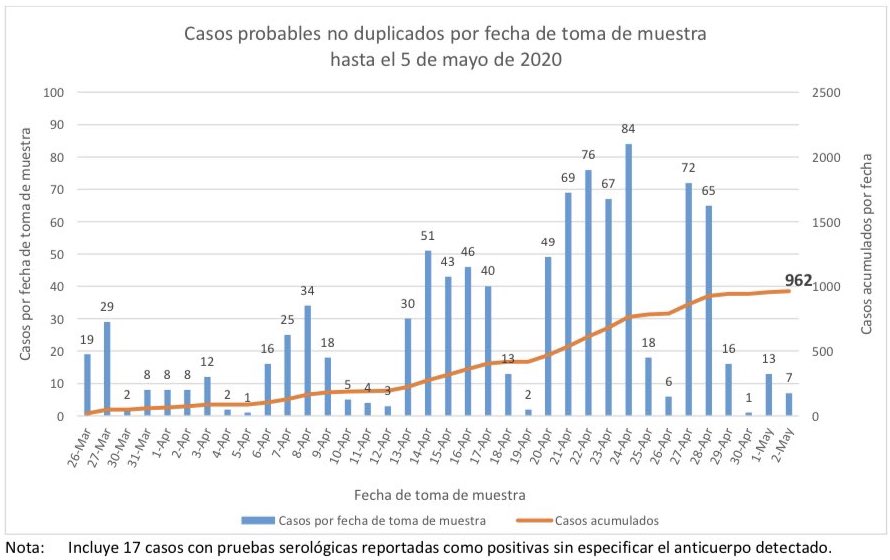 Casos probables no duplicados por fecha de toma de muestra
hasta el 5 de mayo de 2020
Casos por fecha de toma de muestra
100
90
80
70
60
50
40
30
20
10
0
2500
2000
1500
1000
500
0
Casos acumulados por fecha
19
29
2
8
8
8
12
2
1
16
25
34
18
5
4
3
30
51
43
46
40
13
2
49
69
76
67
84
18
6
72
65
16
1
13
7
962
26-Mar
27-Mar
30-Mar
31-Mar
1-Apr
2-Apr
3-Apr
4-Apr
5-Apr
6-Apr
7-Apr
8-Apr
9-Apr
10-Apr
11-Apr
12-Apr
13-Apr
14-Apr
15-Apr
16-Apr
17-Apr
18-Apr
19-Apr
20-Apr
21-Apr
22-Apr
23-Apr
24-Apr
25-Apr
26-Apr
27-Apr
28-Apr
29-Apr
30-Apr
1-May
2-May
Fecha de toma de muestra
Casos por fecha de toma de muestra Casos acumulados
Nota: Incluye 17 casos con pruebas serológicas reportadas como positivas sin especificar el anticuerpo detectado.